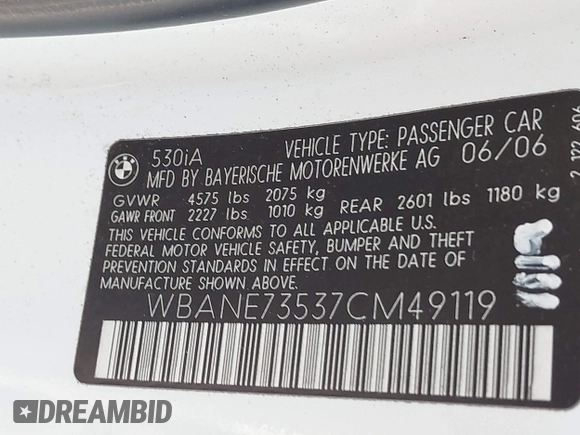 530iA VEHICLE TYPE: PASSENGER CAR
MFD BY BAYERISCHE MOTORENWERKE AG 06/06
GVWR 4575 lbs 2075 kg
GAWR FRONT 2227 lbs 1010 kg REAR 2601 lbs 1180 kg
THIS VEHICLE CONFORMS TO ALL APPLICABLE U.S.
FEDERAL MOTOR VEHICLE SAFETY, BUMPER AND THEFT
PREVENTION STANDARDS IN EFFECT ON THE DATE OF
MANUFACTURE SHOWN ABOVE.
WBANE73537CM49119
DREAMBID